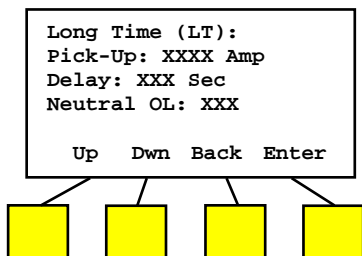 Long Time (LT):
Pick-Up: XXXX Amp
Delay: XXX Sec
Neutral OL: XXX
Up Dwn Back Enter